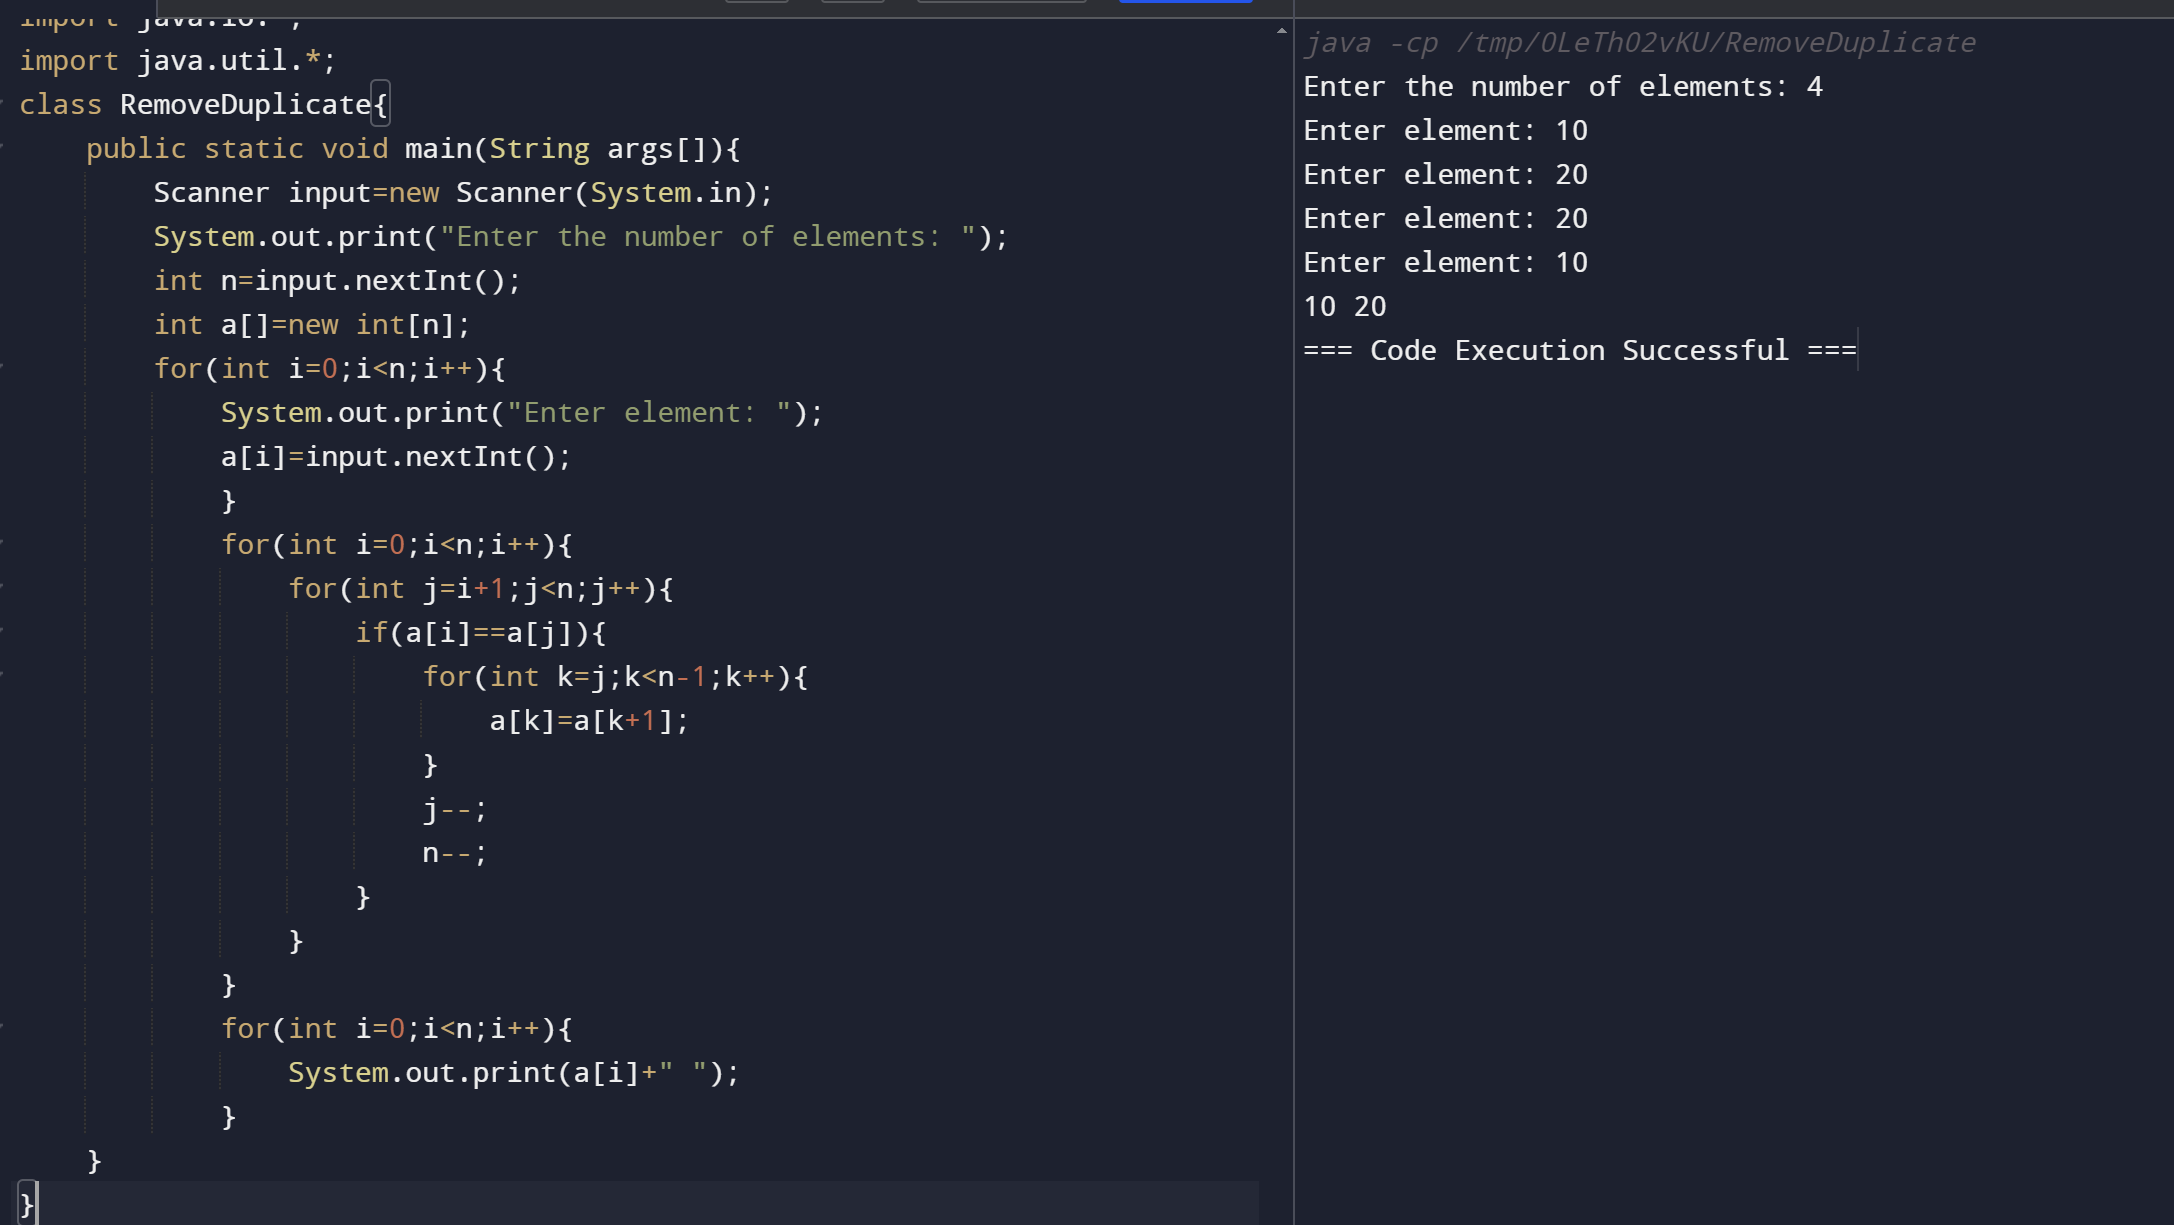 import java.io.*;
import java.util.*;
class RemoveDuplicate{
    public static void main(String args[]){
        Scanner input=new Scanner(System.in);
        System.out.print("Enter the number of elements: ");
        int n=input.nextInt();
        int a[]=new int[n];
        for(int i=0;i<n;i++){
            System.out.print("Enter element: ");
            a[i]=input.nextInt();
            }
            for(int i=0;i<n;i++){
                for(int j=i+1;j<n;j++){
                    if(a[i]==a[j]){
                        for(int k=j;k<n-1;k++){
                            a[k]=a[k+1];
                        }
                        j--;
                        n--;
                    }
                }
            }
            for(int i=0;i<n;i++){
                System.out.print(a[i]+" ");
            }
    }
}
java -cp /tmp/OLeThO2vKU/RemoveDuplicate
Enter the number of elements: 4
Enter element: 10
Enter element: 20
Enter element: 20
Enter element: 10
10 20
=== Code Execution Successful ===